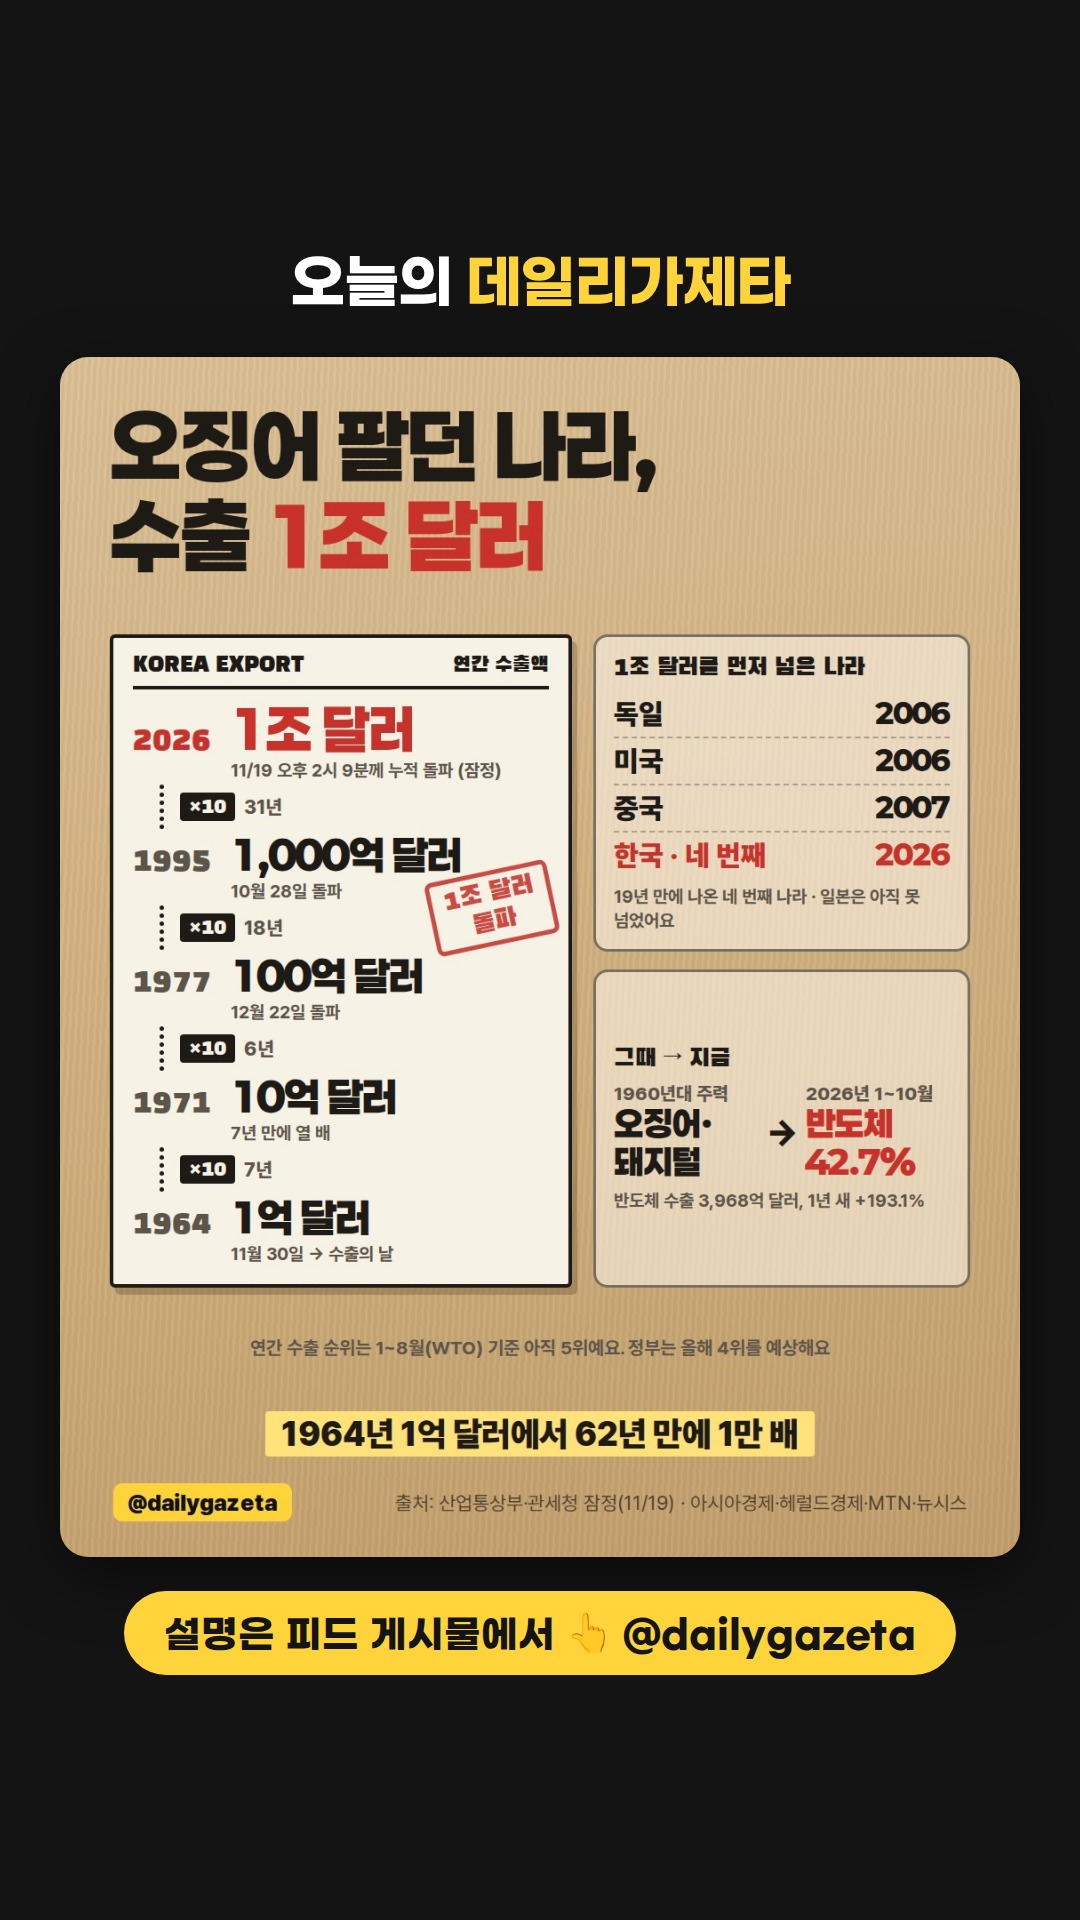 오늘의 데일리가제타
오징어 팔던 나라,
수출 1조 달러
KOREA EXPORT 연간 수출액
2026 1조 달러
11/19 오후 2시 9분께 누적 돌파 (잠정)
×10 31년
1995 1,000억 달러
10월 28일 돌파
×10 18년
1조 달러
돌파
1977 100억 달러
12월 22일 돌파
×10 6년
1971 10억 달러
7년 만에 열 배
×10 7년
1964 1억 달러
11월 30일 → 수출의 날
1조 달러를 먼저 넘은 나라
독일 2006
미국 2006
중국 2007
한국 · 네 번째 2026
19년 만에 나온 네 번째 나라 · 일본은 아직 못
넘었어요
그때 → 지금
1960년대 주력 2026년 1~10월
오징어· → 반도체
돼지털 42.7%
반도체 수출 3,968억 달러, 1년 새 +193.1%
연간 수출 순위는 1~8월(WTO) 기준 아직 5위예요. 정부는 올해 4위를 예상해요
1964년 1억 달러에서 62년 만에 1만 배
@dailygazeta 출처: 산업통상부·관세청 잠정(11/19) · 아시아경제·헤럴드경제·MTN·뉴시스
설명은 피드 게시물에서 👆 @dailygazeta